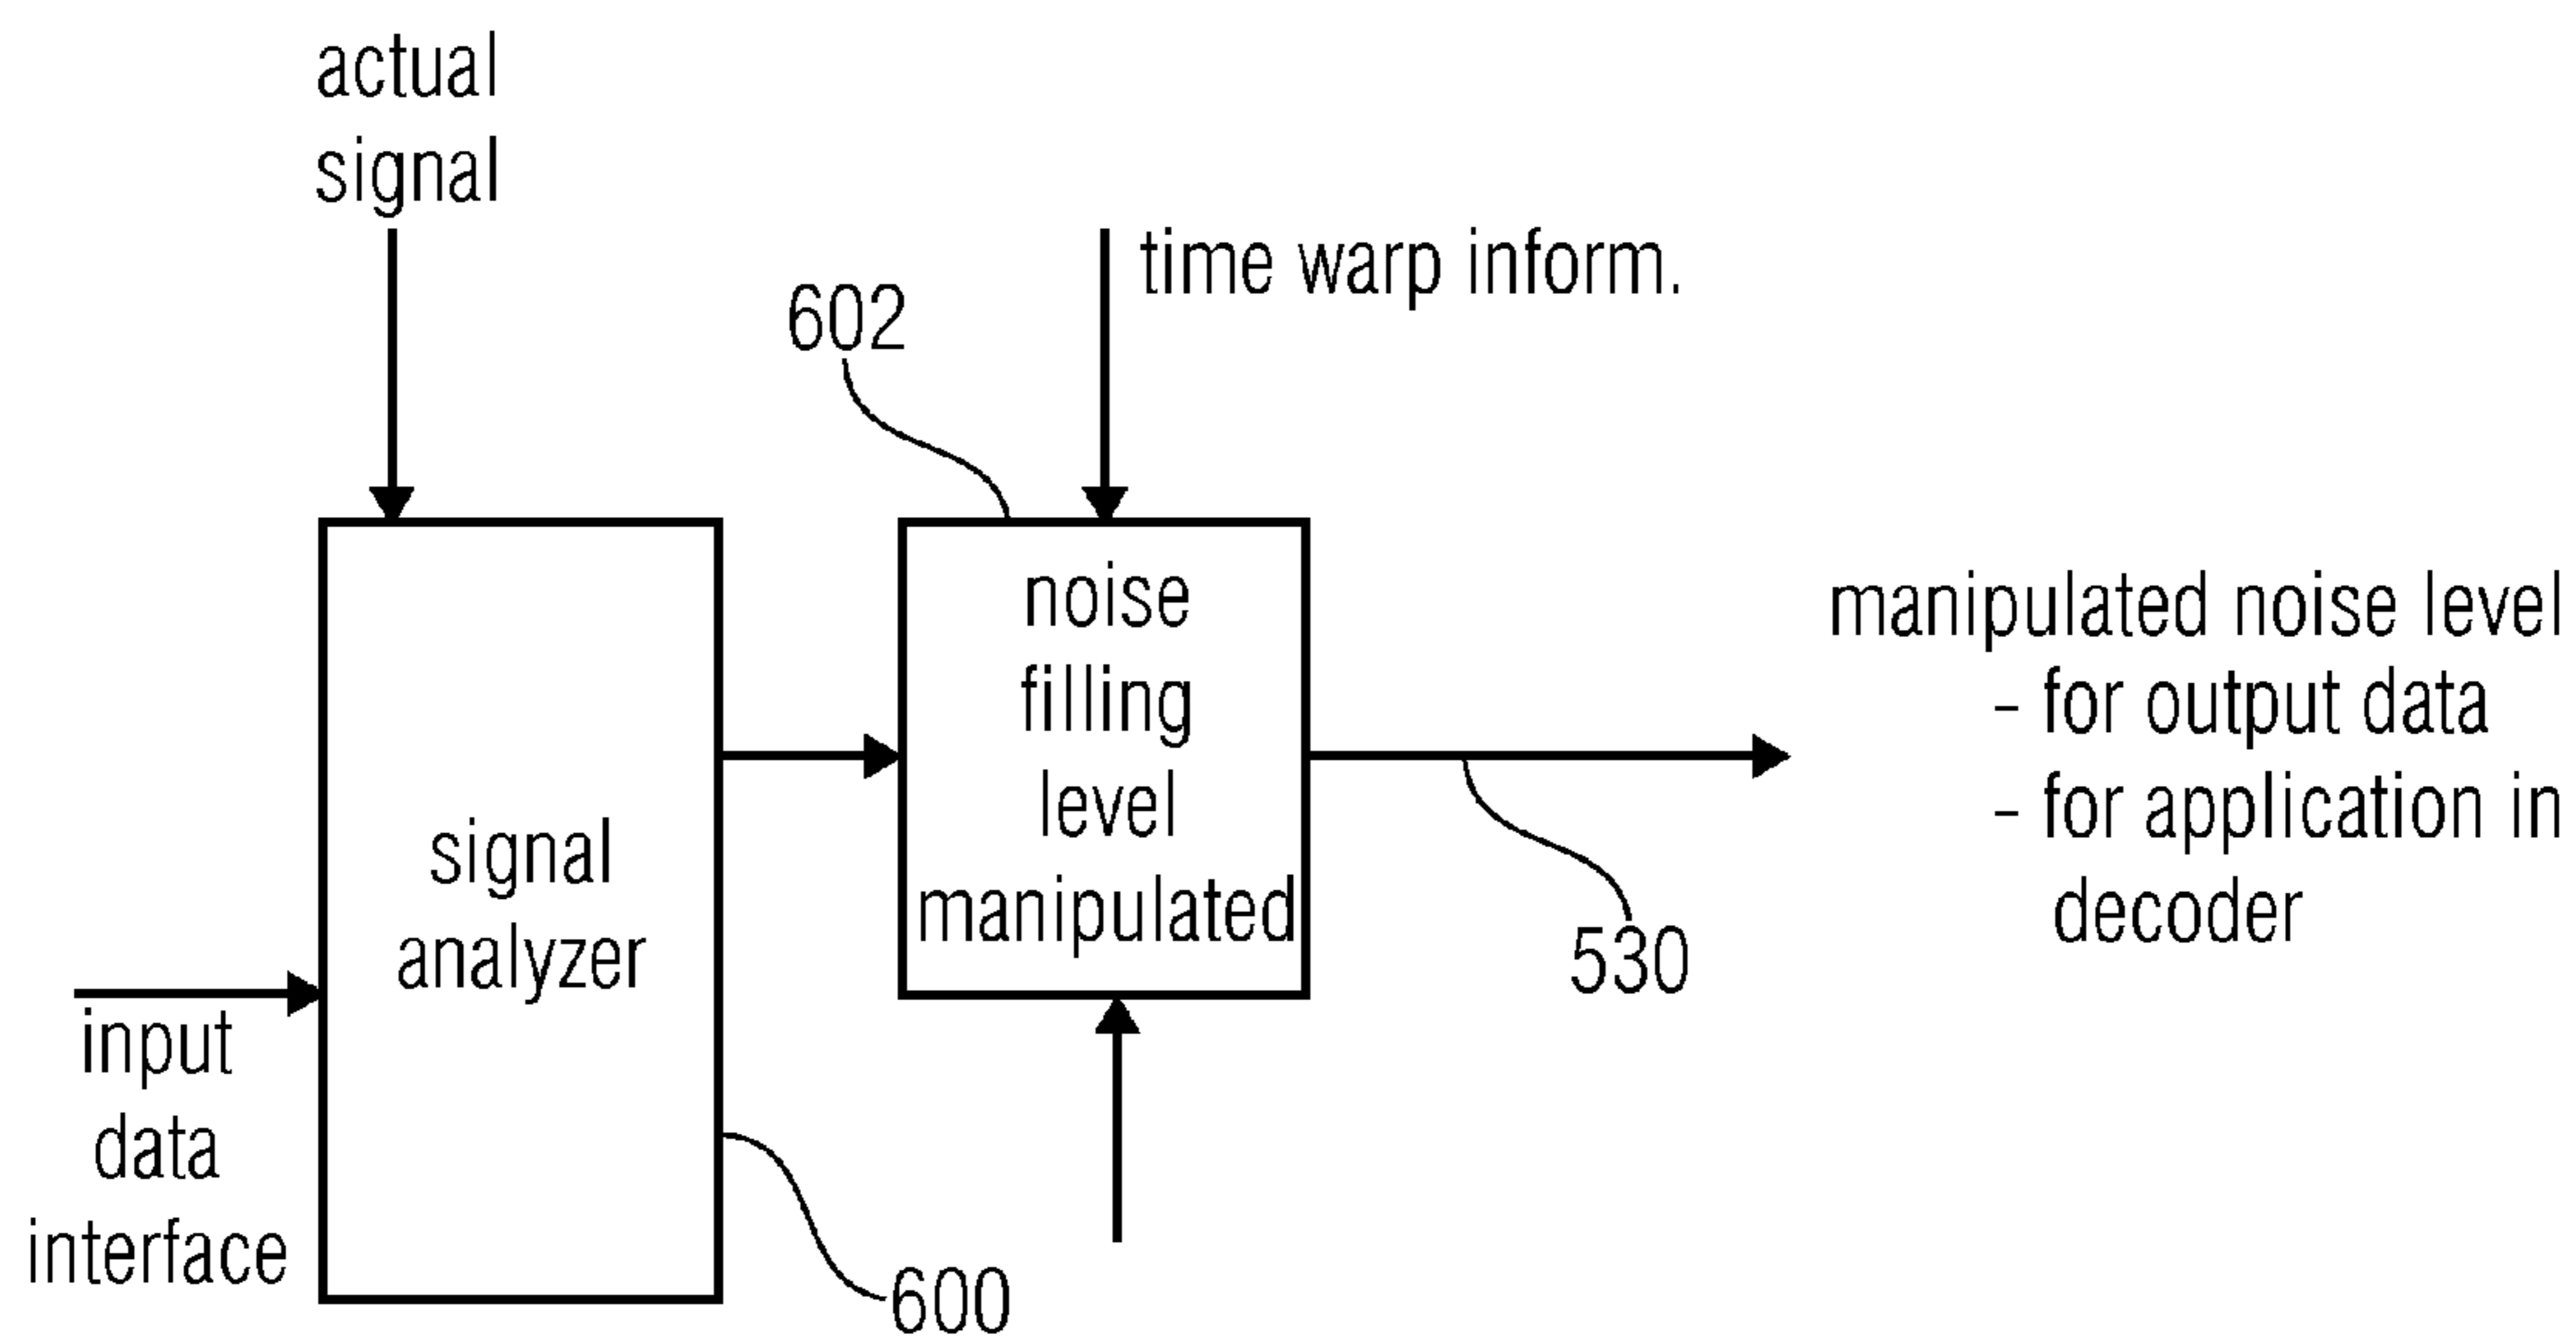 actual
signal
time warp inform.
602
noise
filling
level
manipulated
signal
analyzer
input
data
interface
600
530
manipulated noise level
- for output data
- for application in
decoder